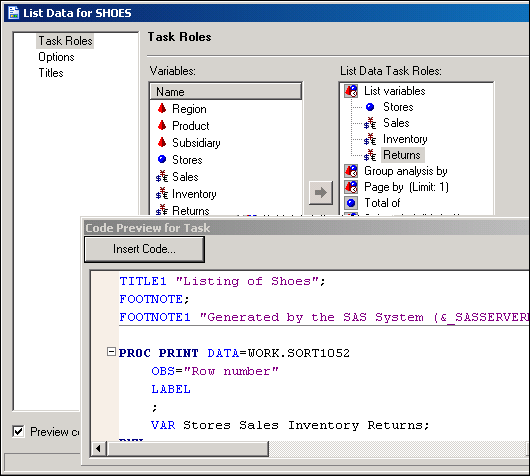 List Data for SHOES
Task Roles
Options
Titles
Task Roles
Variables:
Name
Region
Product
Subsidiary
Stores
Sales
Inventory
Returns
List Data Task Roles:
List variables
Stores
Sales
Inventory
Returns
Group analysis by
Page by (Limit: 1)
Total of
Code Preview for Task
Insert Code...
TITLE1 "Listing of Shoes";
FOOTNOTE;
FOOTNOTE1 "Generated by the SAS System (&_SASSERVER
PROC PRINT DATA=WORK.SORT1052
OBS="Row number"
LABEL
;
VAR Stores Sales Inventory Returns;
Preview